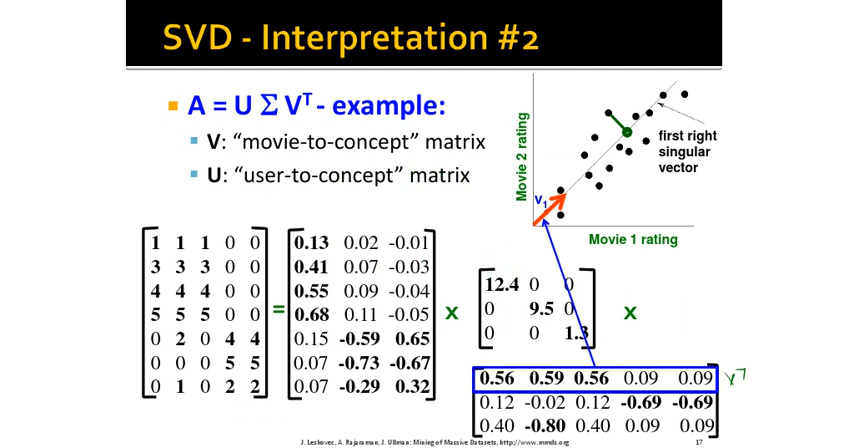 SVD - Interpretation #2
A = U Σ Vᵀ - example:
V: “movie-to-concept” matrix
U: “user-to-concept” matrix
Movie 2 rating
first right
singular
vector
v₁
Movie 1 rating
1 1 1 0 0
3 3 3 0 0
4 4 4 0 0
5 5 5 0 0
0 2 0 4 4
0 0 0 5 5
0 1 0 2 2
=
0.13 0.02 -0.01
0.41 0.07 -0.03
0.55 0.09 -0.04
0.68 0.11 -0.05
0.15 -0.59 0.65
0.07 -0.73 -0.67
0.07 -0.29 0.32
x
12.4 0 0
0 9.5 0
0 0 1.3
x
0.56 0.59 0.56 0.09 0.09
0.12 -0.02 0.12 -0.69 -0.69
0.40 -0.80 0.40 0.09 0.09
J. Leskovec, A. Rajaraman, J. Ullman: Mining of Massive Datasets, http://www.mmds.org
17